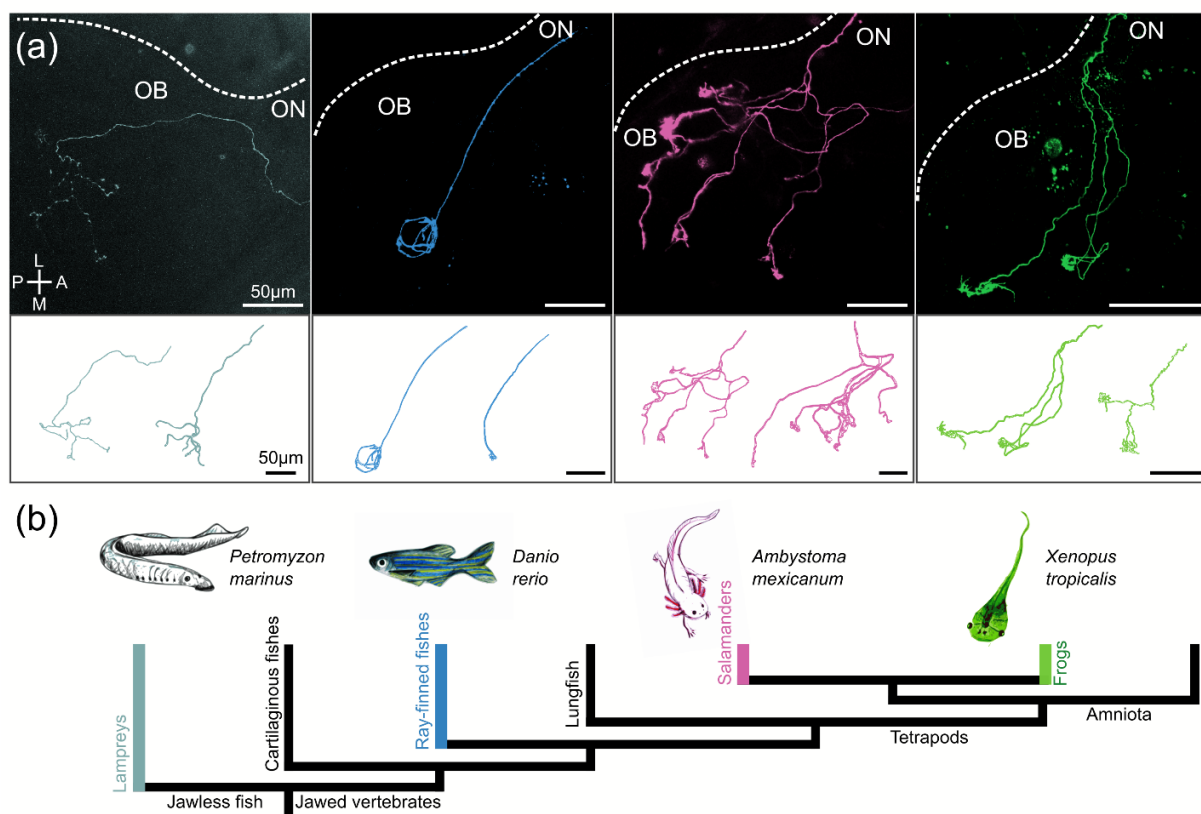 (a)
OB
ON
L
P
A
M
50µm
OB
ON
OB
ON
OB
ON
50µm
(b)
Petromyzon
marinus
Danio
rerio
Ambystoma
mexicanum
Xenopus
tropicalis
Lampreys
Cartilaginous fishes
Ray-finned fishes
Lungfish
Salamanders
Frogs
Amniota
Tetrapods
Jawless fish
Jawed vertebrates